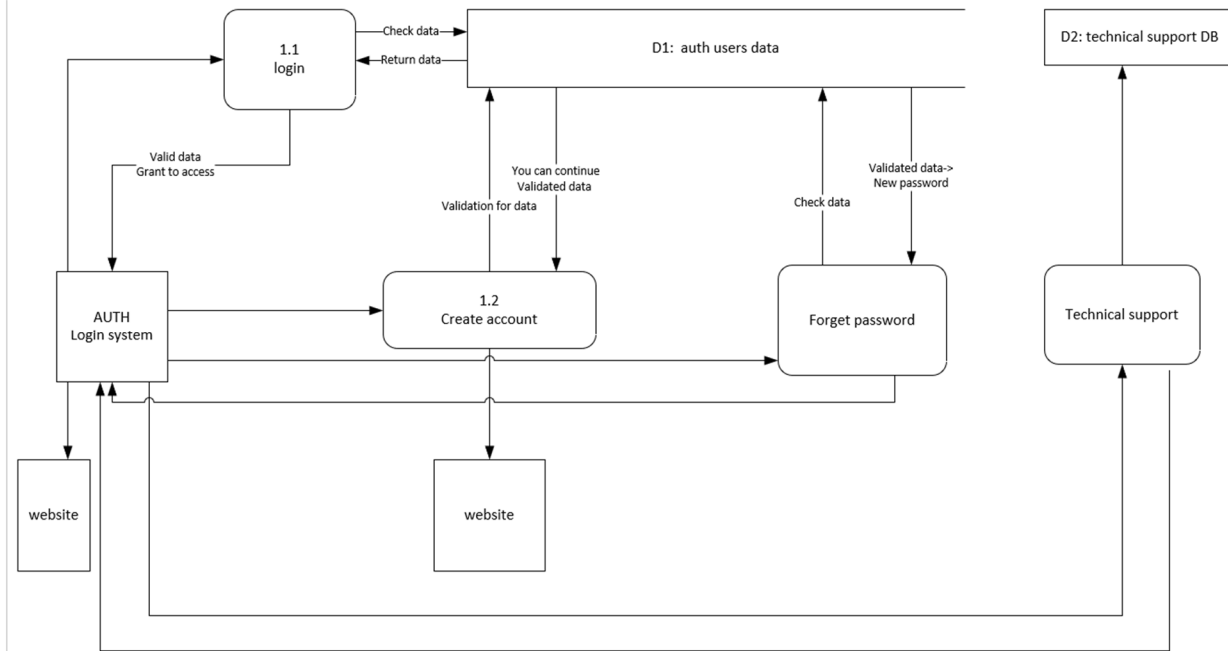 1.1
login
Check data
Return data
D1:  auth users data
D2: technical support DB
Valid data
Grant to access
You can continue
Validated data
Validation for data
Check data
Validated data->
New password
AUTH
Login system
1.2
Create account
Forget password
Technical support
website
website